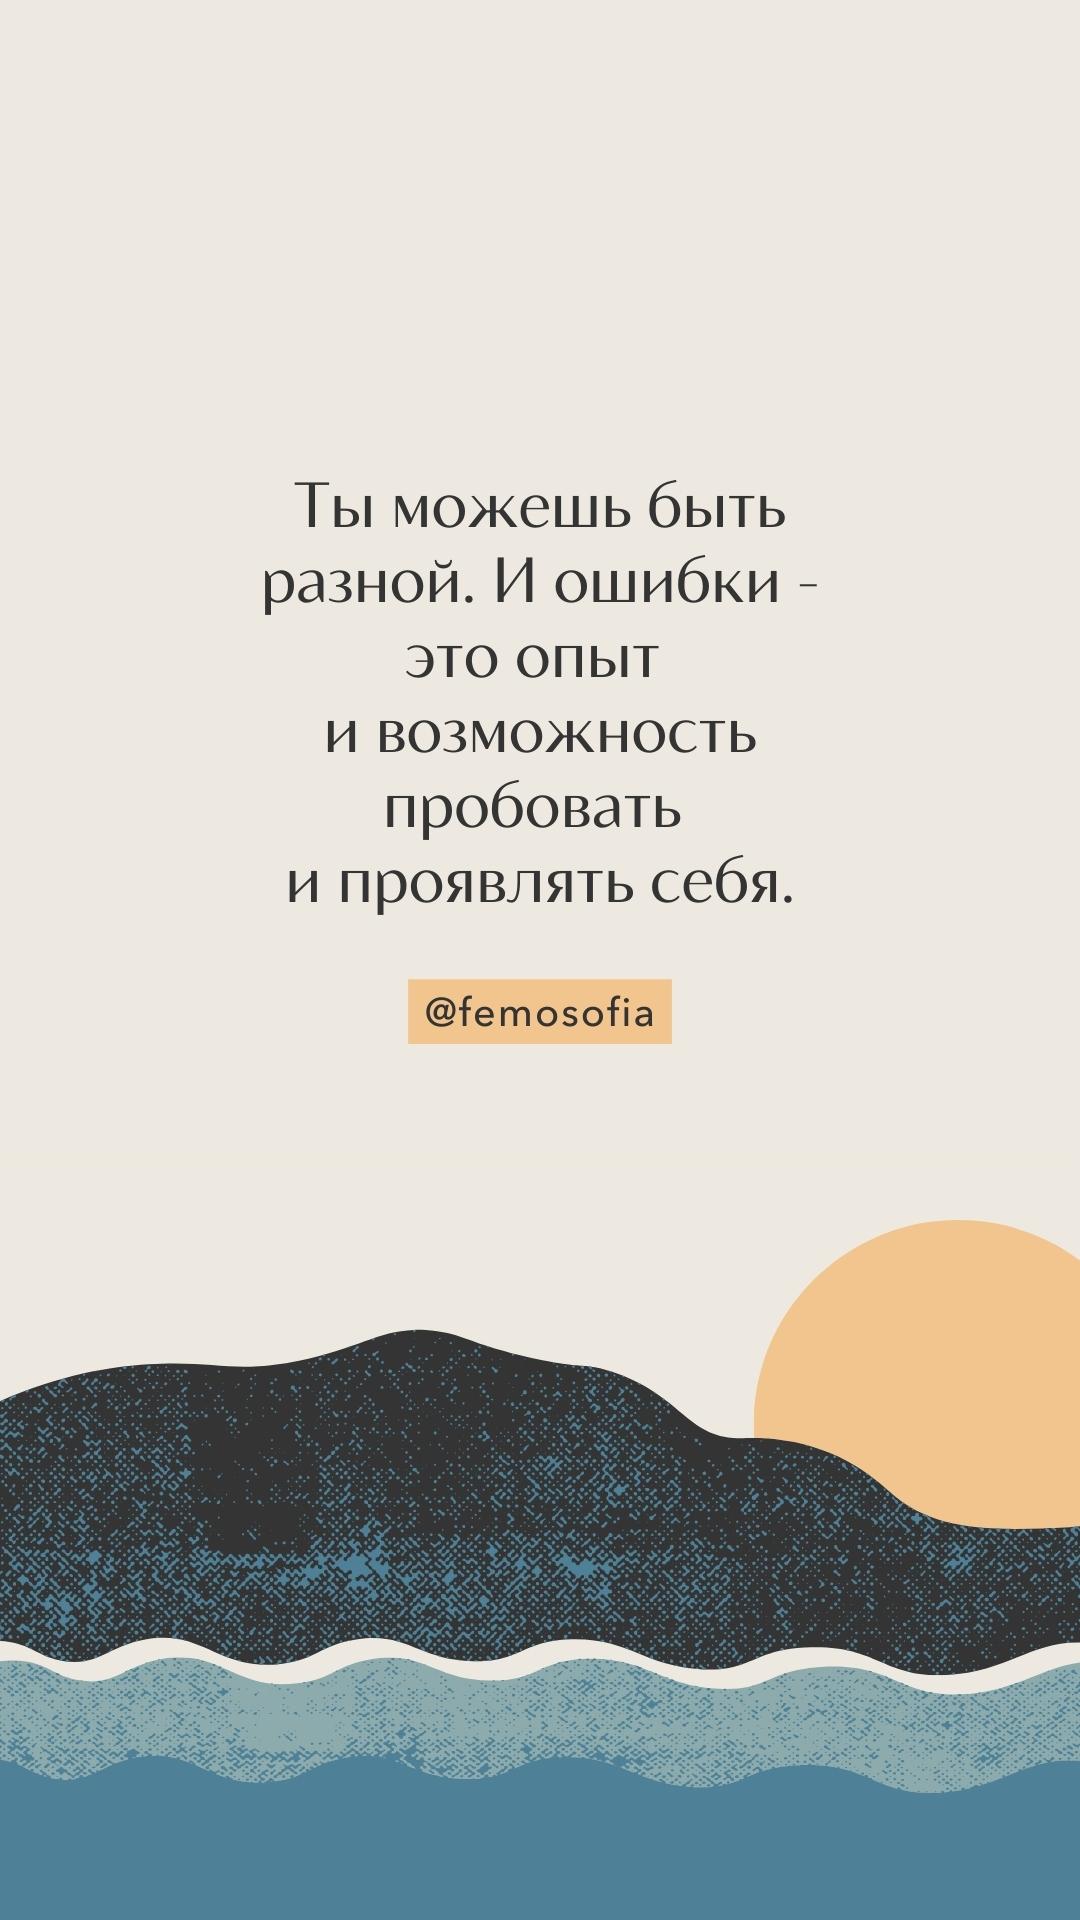 Ты можешь быть
разной. И ошибки -
это опыт
и возможность
пробовать
и проявлять себя.
@femosofia